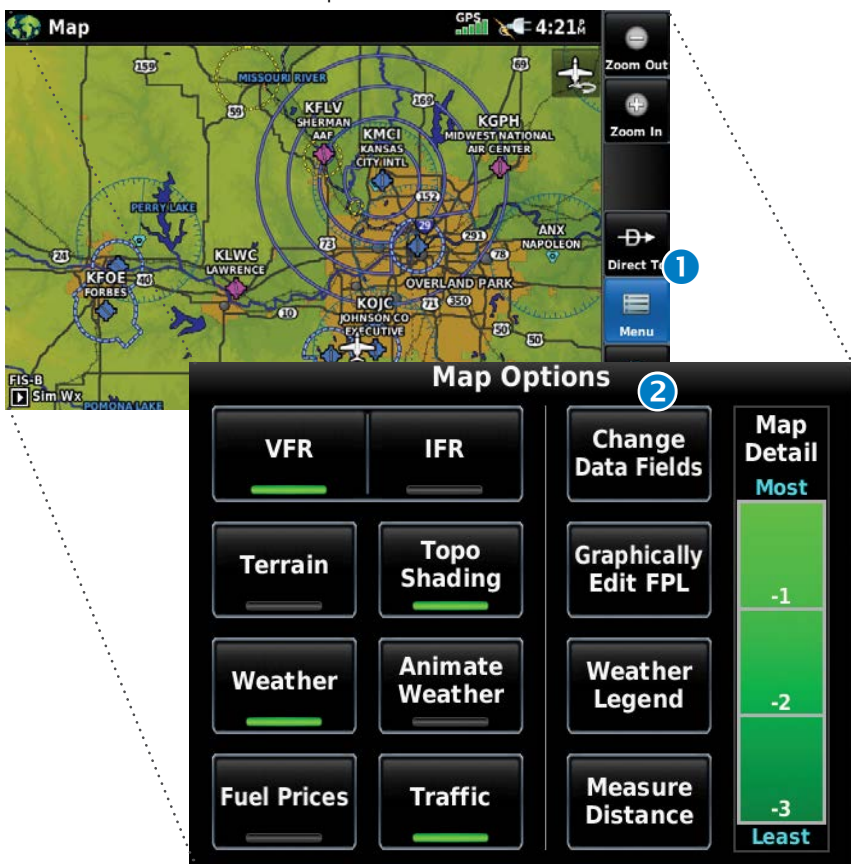 Map
GPS
4:21 PM
Zoom Out
Zoom In
Direct To
1
Menu
159
MISSOURI RIVER
69
59
169
KFLV
SHERMAN
AAF
KMCI
KANSAS
CITY INTL
KGPH
MIDWEST NATIONAL
AIR CENTER
152
PERRY LAKE
29
291
ANX
NAPOLEON
73
78
24
KLWC
LAWRENCE
KFOE
FORBES
40
OVERLAND PARK
10
KOJC
JOHNSON CO
EXECUTIVE
71
350
50
50
FIS-B
Sim Wx
POMONA LAKE
Map Options
2
VFR
IFR
Change
Data Fields
Map
Detail
Most
Terrain
Topo
Shading
Graphically
Edit FPL
-1
Weather
Animate
Weather
Weather
Legend
-2
Fuel Prices
Traffic
Measure
Distance
-3
Least